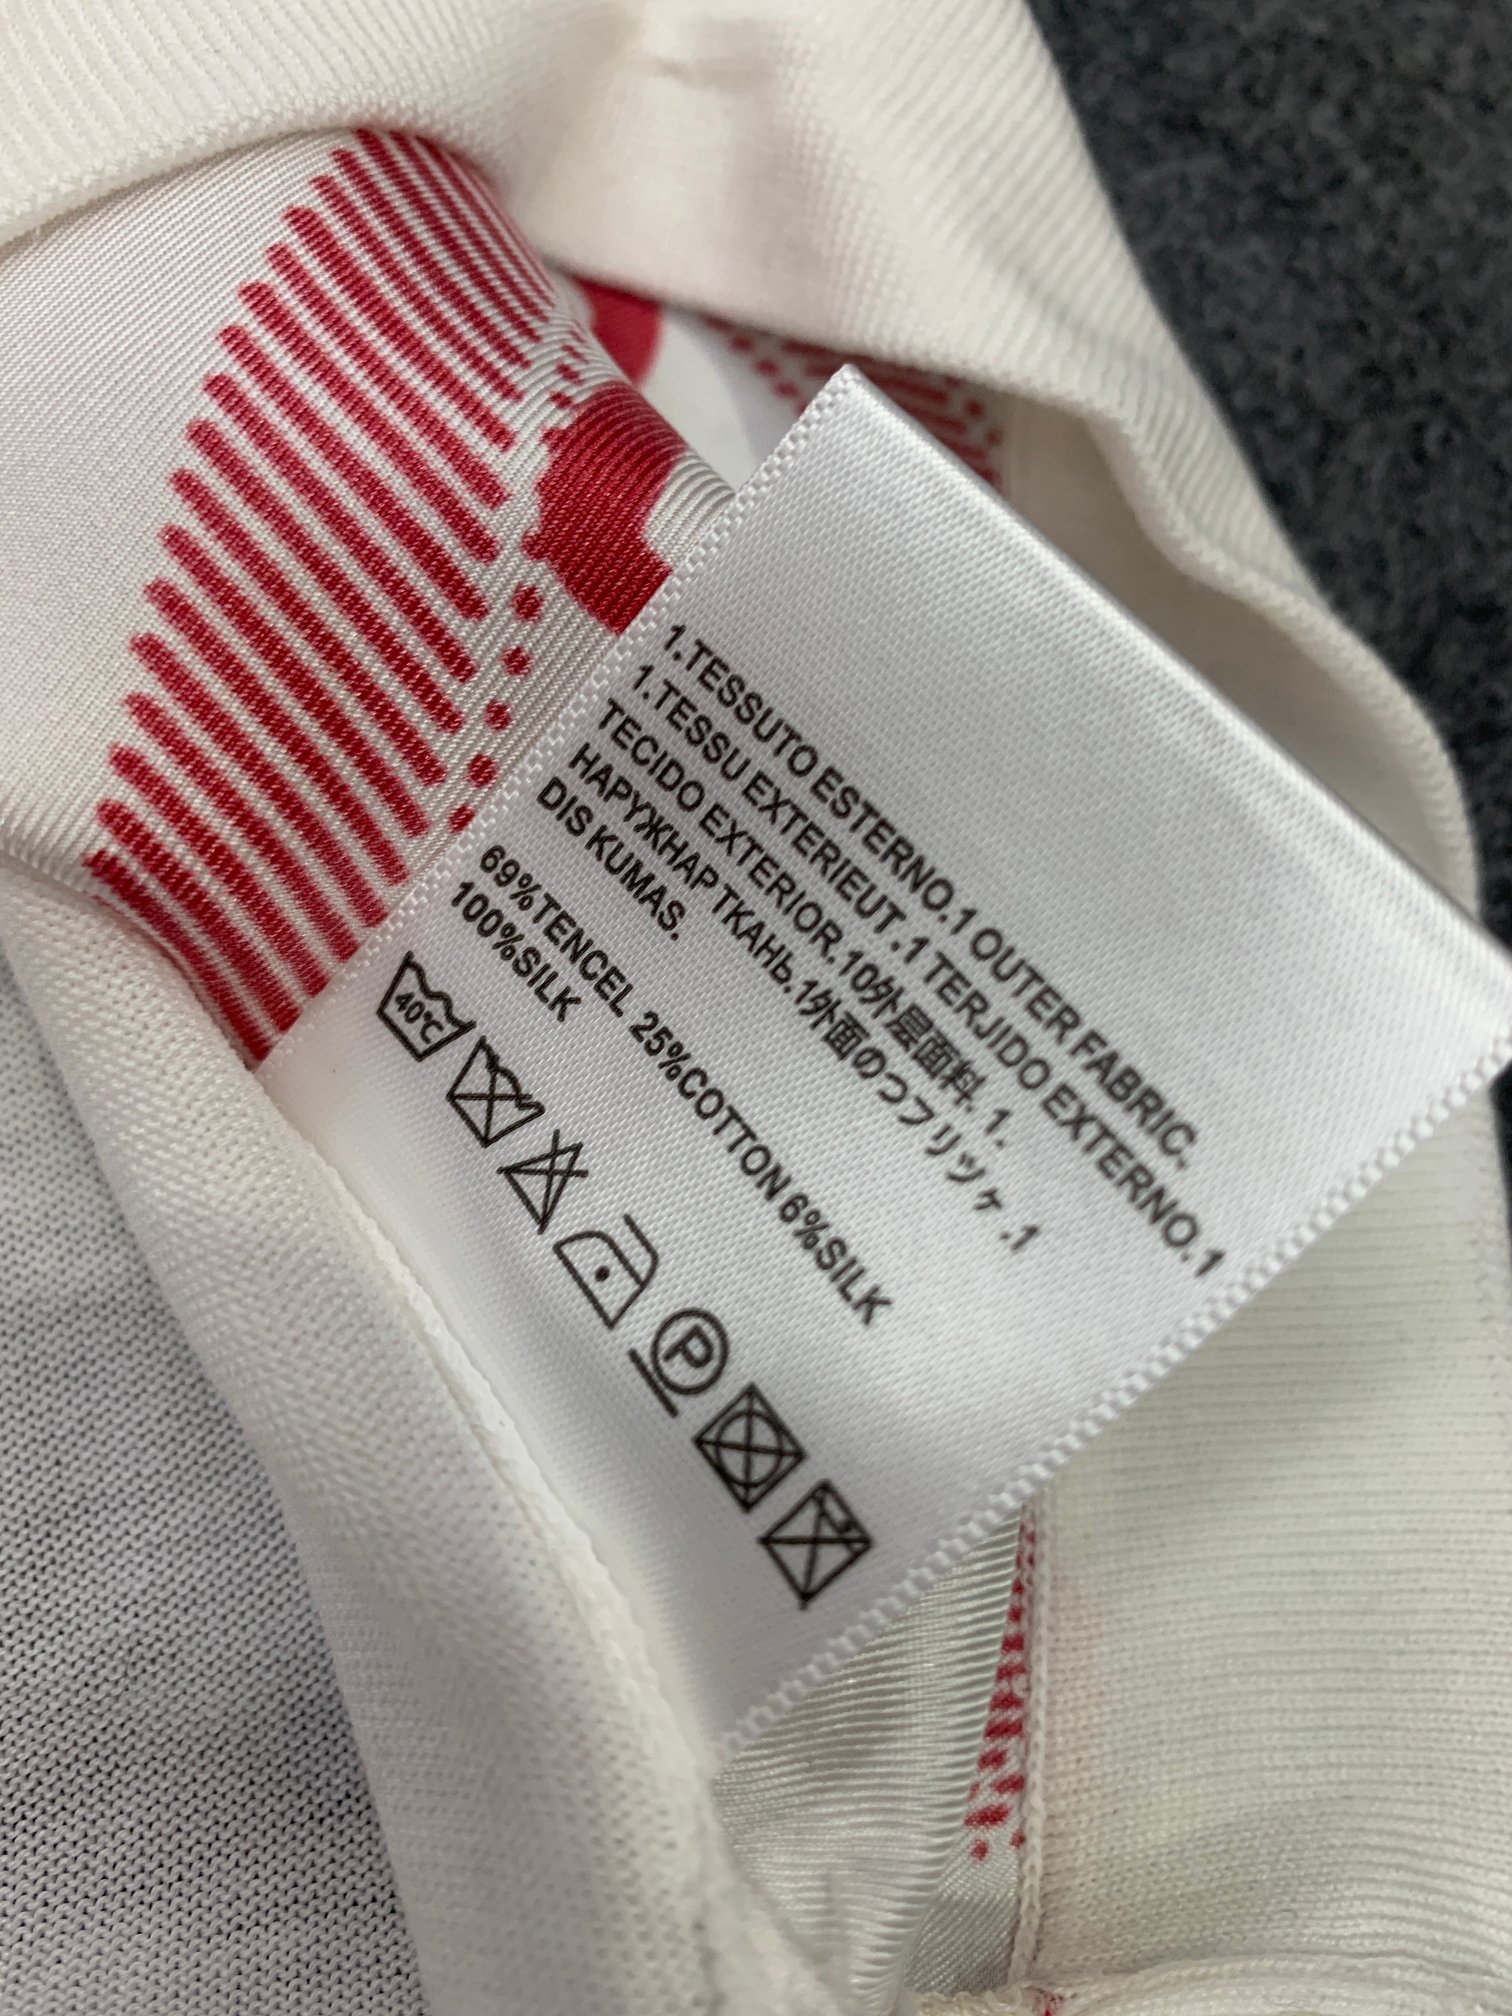 1.TESSUTO ESTERNO.1 OUTER FABRIC.
1.TESSU EXTERIEUT .1 TERJIDO EXTERNO.1
TECIDO EXTERIOR.10外层面料.1.
НАРУЖНАР ТКАНЬ.1外面のつフリッヶ.1
DIS KUMAS.
69%TENCEL 25%COTTON 6%SILK
100%SILK
40℃
P